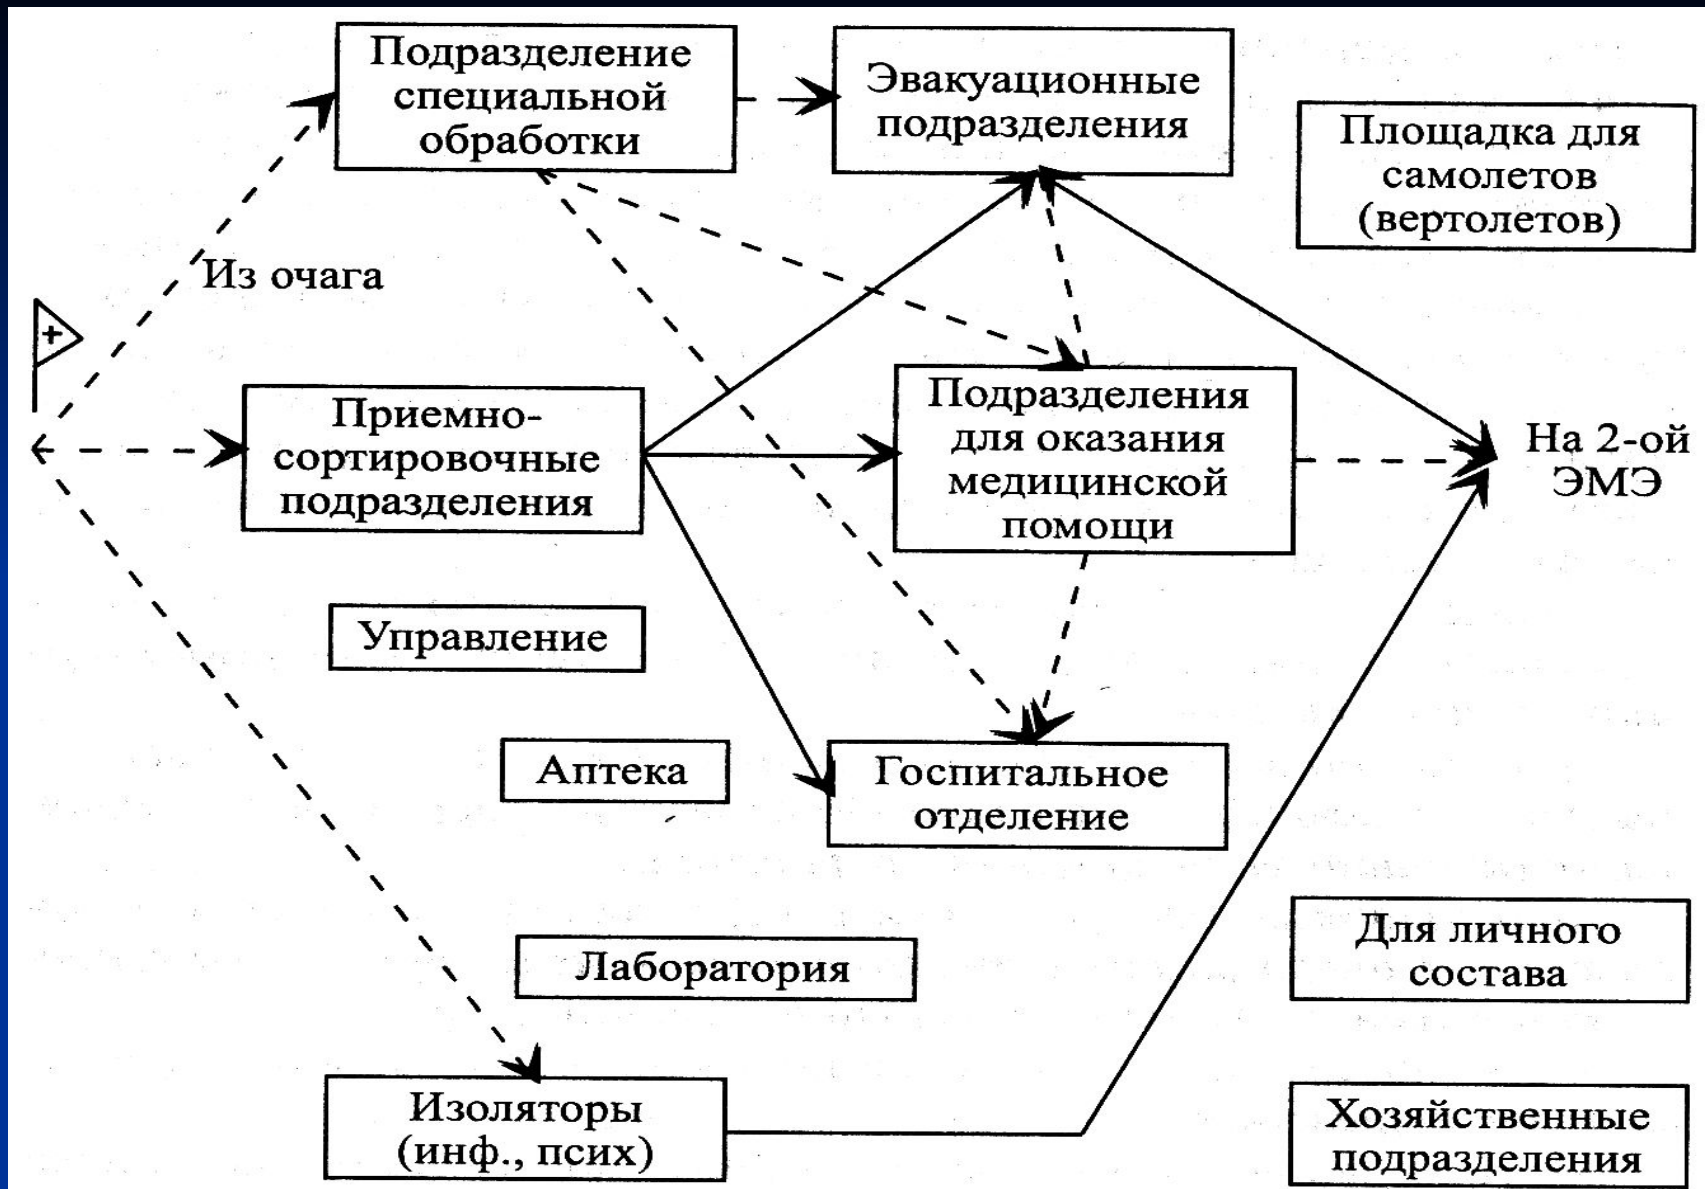 Подразделение
специальной
обработки
Эвакуационные
подразделения
Площадка для
самолетов
(вертолетов)
Из очага
+
Приемно-
сортировочные
подразделения
Подразделения
для оказания
медицинской
помощи
На 2-ой
ЭМЭ
Управление
Аптека
Госпитальное
отделение
Лаборатория
Для личного
состава
Изоляторы
(инф., псих)
Хозяйственные
подразделения